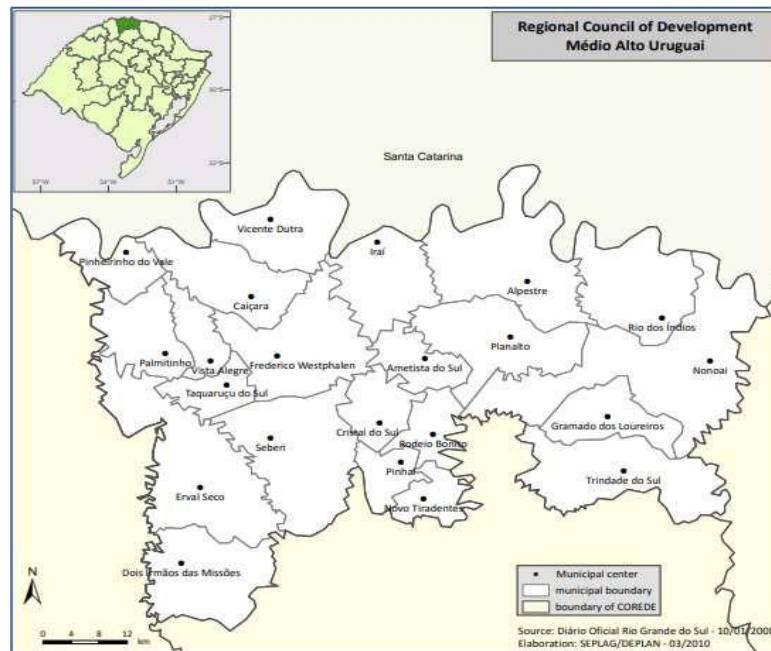 Regional Council of Development
Médio Alto Uruguai
Santa Catarina
Vicente Dutra
Iraí
Pinheirinho do Vale
Alpestre
Caiçara
Rio dos Índios
Planalto
Palmitinho
Vista Alegre
Frederico Westphalen
Ametista do Sul
Nonoai
Taquaruçu do Sul
Gramado dos Loureiros
Cristal do Sul
Rodeio Bonito
Seberi
Pinhal
Trindade do Sul
Erval Seco
Novo Tiradentes
Dois Irmãos das Missões
N
0 4 8 12
km
Municipal center
municipal boundary
boundary of COREDE
Source: Diário Oficial Rio Grande do Sul - 10/01/2008
Elaboration: SEPLAG/DEPLAN - 03/2010